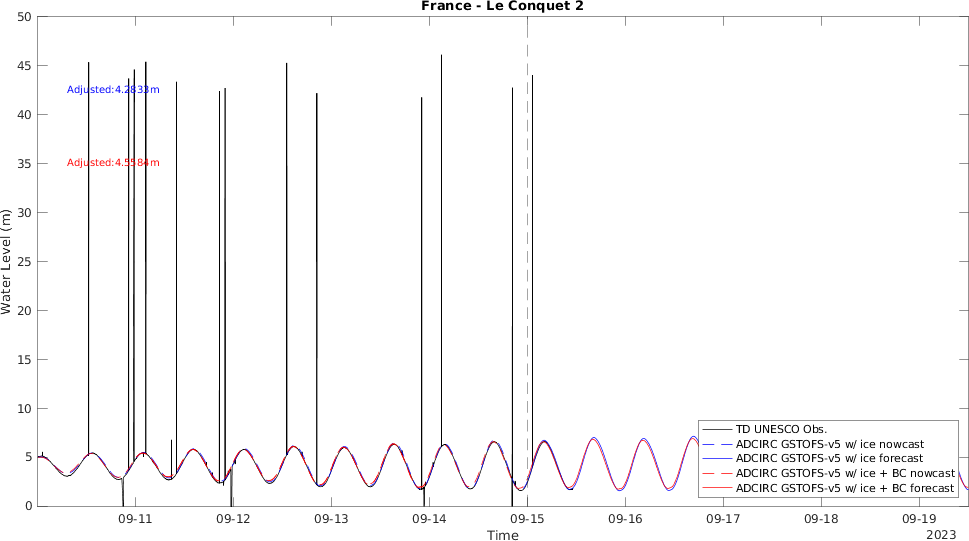 France - Le Conquet 2
50
45
40
35
30
25
20
15
10
5
0
Water Level (m)
Adjusted:4.2833m
Adjusted:4.5584m
09-11 09-12 09-13 09-14 09-15 09-16 09-17 09-18 09-19
Time
2023
TD UNESCO Obs.
ADCIRC GSTOFS-v5 w/ ice nowcast
ADCIRC GSTOFS-v5 w/ ice forecast
ADCIRC GSTOFS-v5 w/ ice + BC nowcast
ADCIRC GSTOFS-v5 w/ ice + BC forecast